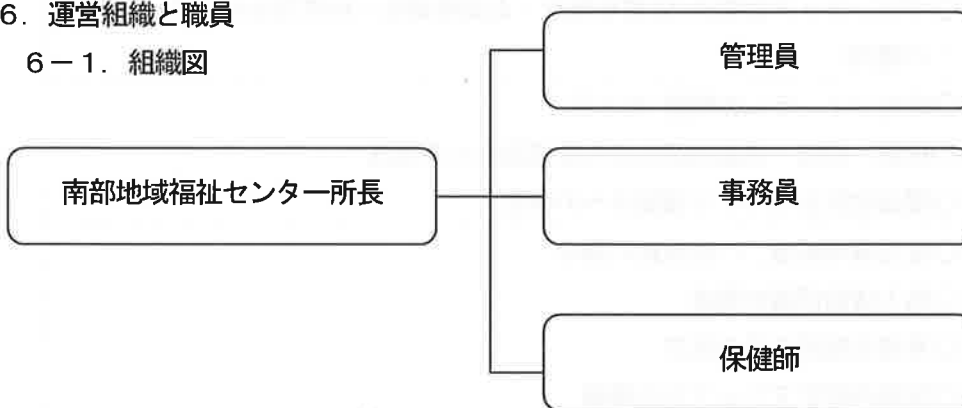 6．運営組織と職員
6－1．組織図
管理員
南部地域福祉センター所長
事務員
保健師